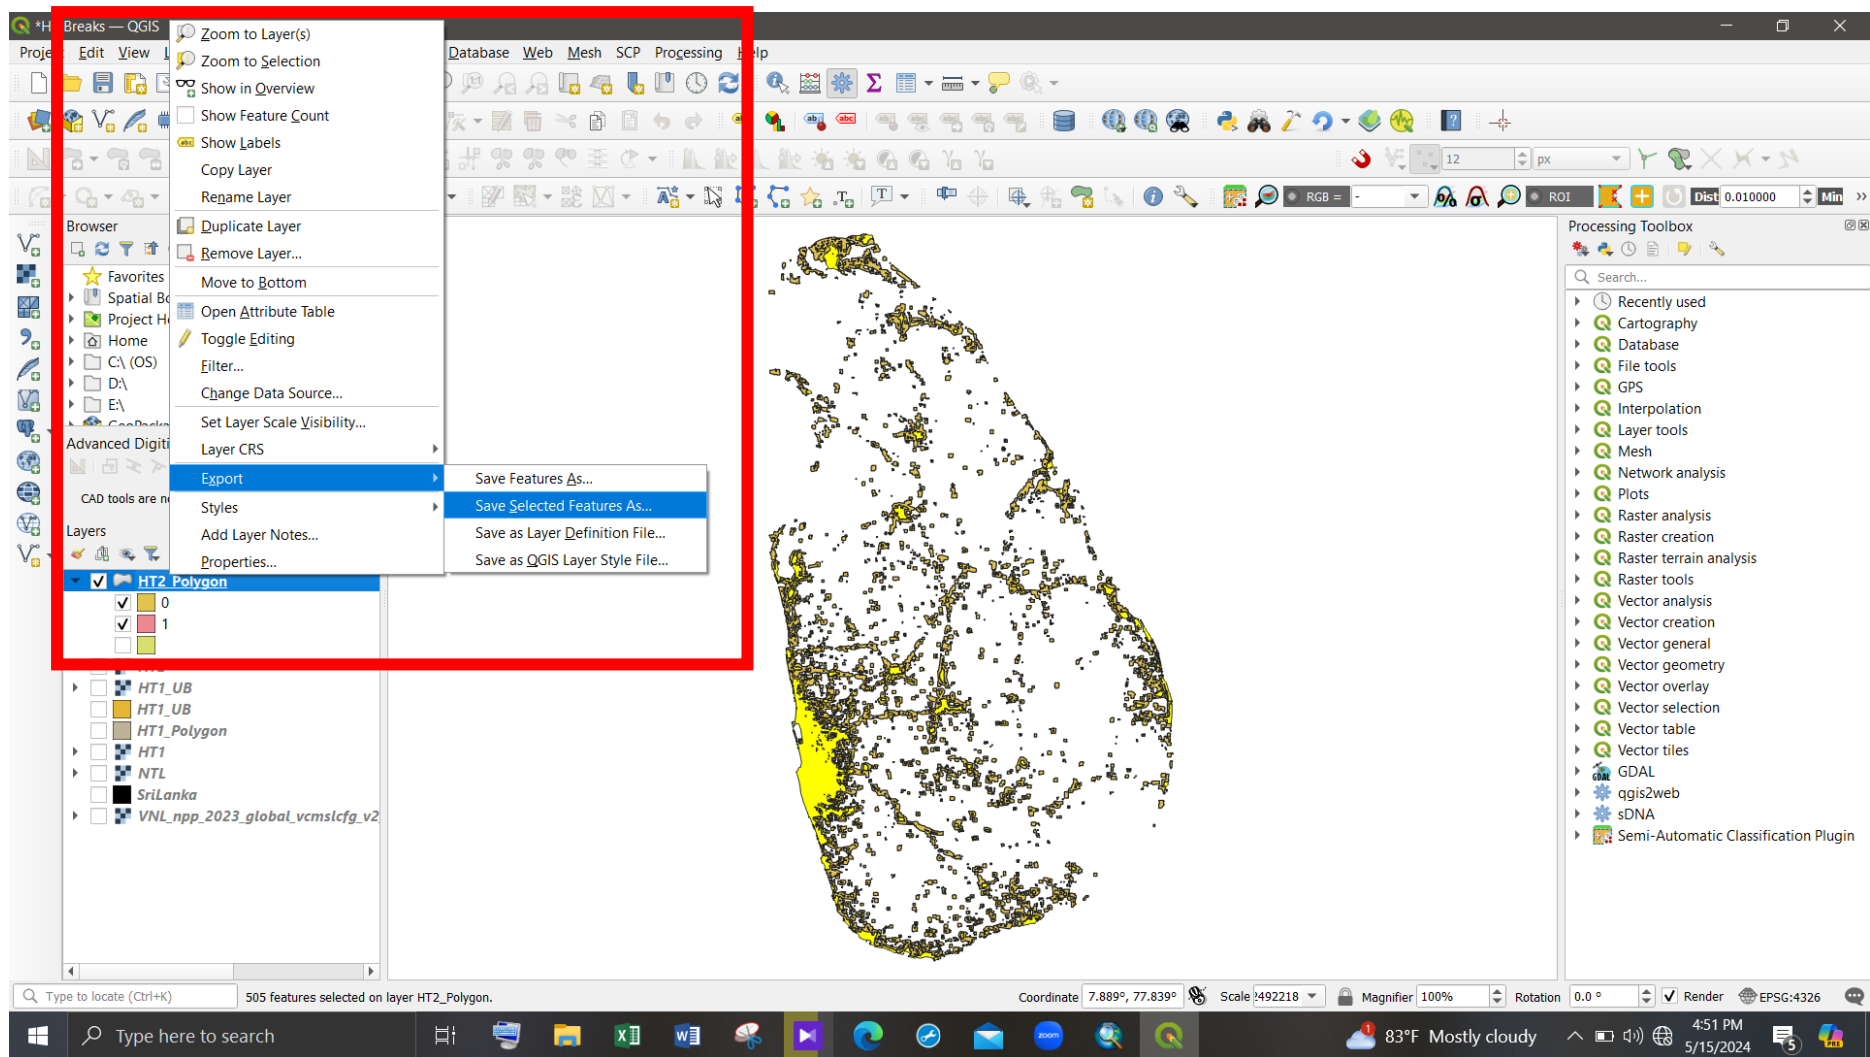 *H
Breaks — QGIS
Project
Edit
View
Database
Web
Mesh
SCP
Processing
Help
Zoom to Layer(s)
Zoom to Selection
Show in Overview
Show Feature Count
Show Labels
Copy Layer
Rename Layer
Duplicate Layer
Remove Layer...
Move to Bottom
Open Attribute Table
Toggle Editing
Filter...
Change Data Source...
Set Layer Scale Visibility...
Layer CRS
Export
Styles
Add Layer Notes...
Properties...
Save Features As...
Save Selected Features As...
Save as Layer Definition File...
Save as QGIS Layer Style File...
12
px
RGB =
-
ROI
Dist 0.010000
Min
Browser
Favorites
Spatial Bo
Project Ho
Home
C:\ (OS)
D:\
E:\
GeoPacka
Advanced Digiti
CAD tools are n
Layers
HT2_Polygon
0
1
HT1_UB
HT1_UB
HT1_Polygon
HT1
NTL
SriLanka
VNL_npp_2023_global_vcmslcfg_v2
Processing Toolbox
Search...
Recently used
Cartography
Database
File tools
GPS
Interpolation
Layer tools
Mesh
Network analysis
Plots
Raster analysis
Raster creation
Raster terrain analysis
Raster tools
Vector analysis
Vector creation
Vector general
Vector geometry
Vector overlay
Vector selection
Vector table
Vector tiles
GDAL
qgis2web
sDNA
Semi-Automatic Classification Plugin
Type to locate (Ctrl+K)
505 features selected on layer HT2_Polygon.
Coordinate 7.889°, 77.839°
Scale
2492218
Magnifier 100%
Rotation 0.0 °
Render
EPSG:4326
Type here to search
zoom
1
83°F Mostly cloudy
4:51 PM
5/15/2024
5
PRE